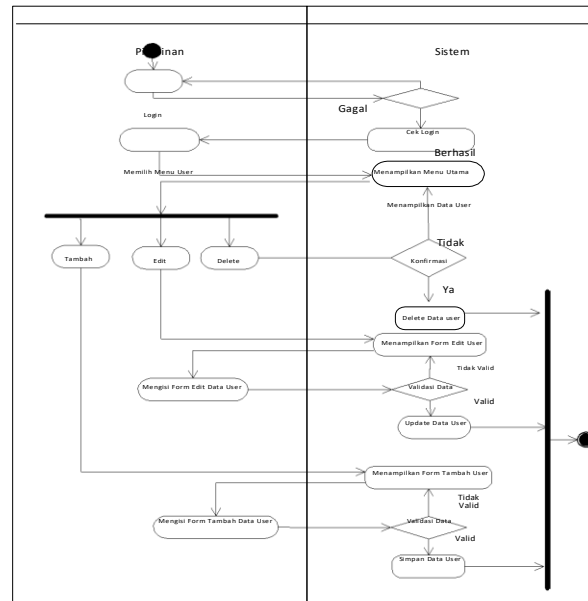 Pimpinan
Sistem
Gagal
Login
Cek Login
Berhasil
Memilih Menu User
Menampilkan Menu Utama
Menampilkan Data User
Tidak
Tambah
Edit
Delete
Konfirmasi
Ya
Delete Data user
Menampilkan Form Edit User
Tidak Valid
Mengisi Form Edit Data User
Validasi Data
Valid
Update Data User
Menampilkan Form Tambah User
Tidak
Valid
Mengisi Form Tambah Data User
Validasi Data
Valid
Simpan Data User